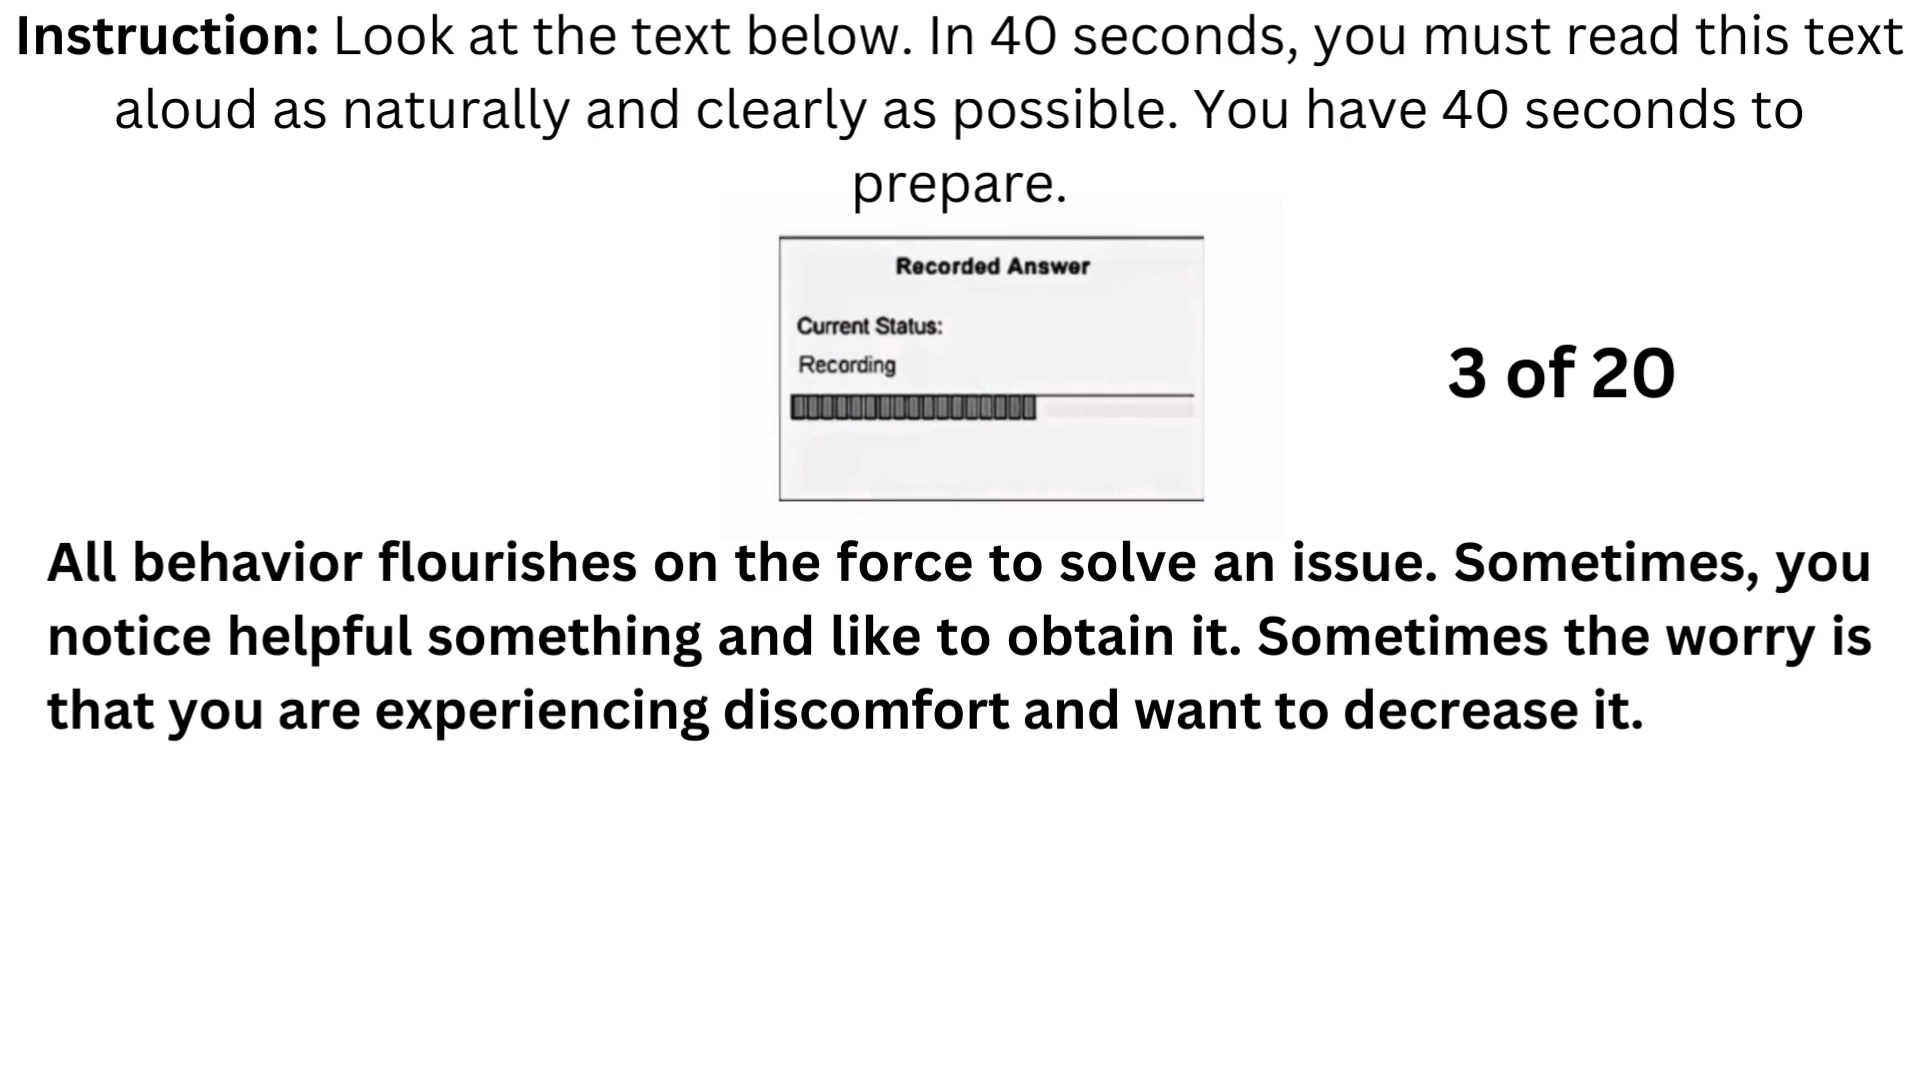 Instruction: Look at the text below. In 40 seconds, you must read this text
aloud as naturally and clearly as possible. You have 40 seconds to
prepare.
Recorded Answer
Current Status:
Recording
3 of 20
All behavior flourishes on the force to solve an issue. Sometimes, you
notice helpful something and like to obtain it. Sometimes the worry is
that you are experiencing discomfort and want to decrease it.